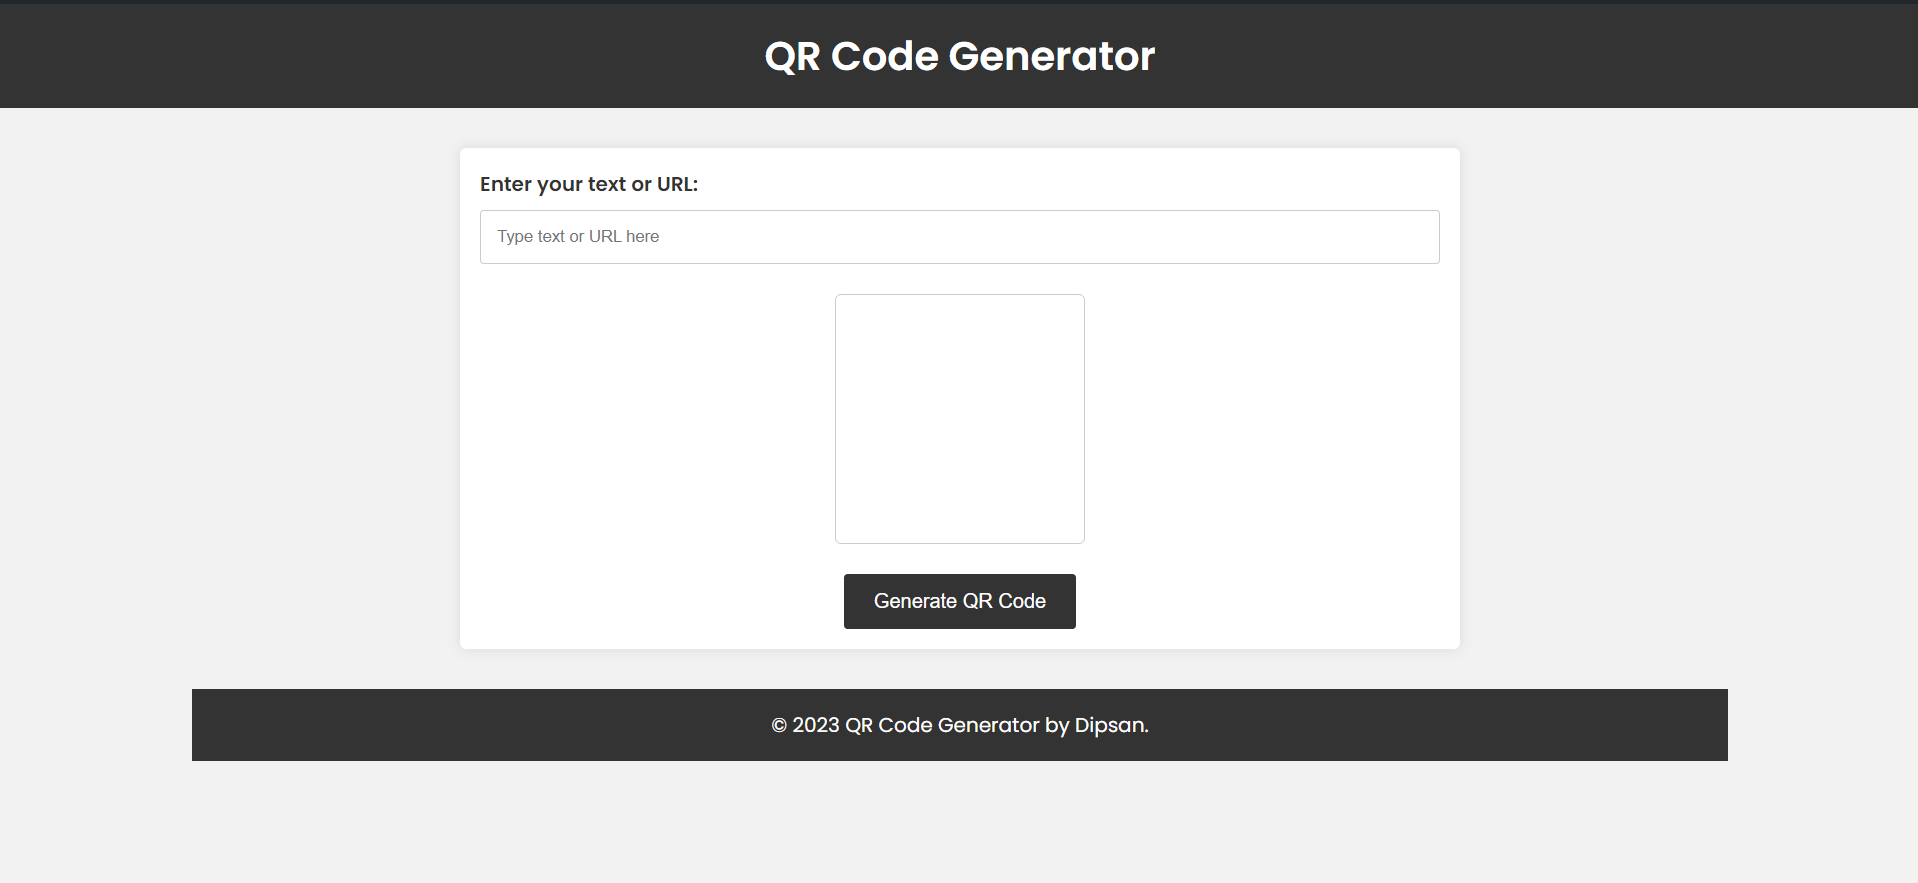 QR Code Generator
Enter your text or URL:
Type text or URL here
Generate QR Code
© 2023 QR Code Generator by Dipsan.